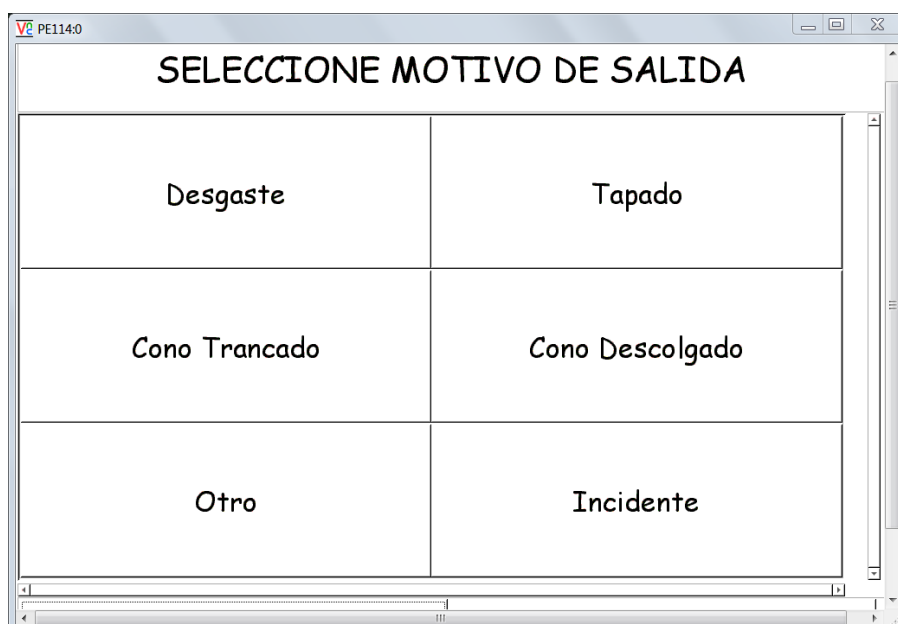 PE114:0
SELECCIONE MOTIVO DE SALIDA
Desgaste
Tapado
Cono Trancado
Cono Descolgado
Otro
Incidente